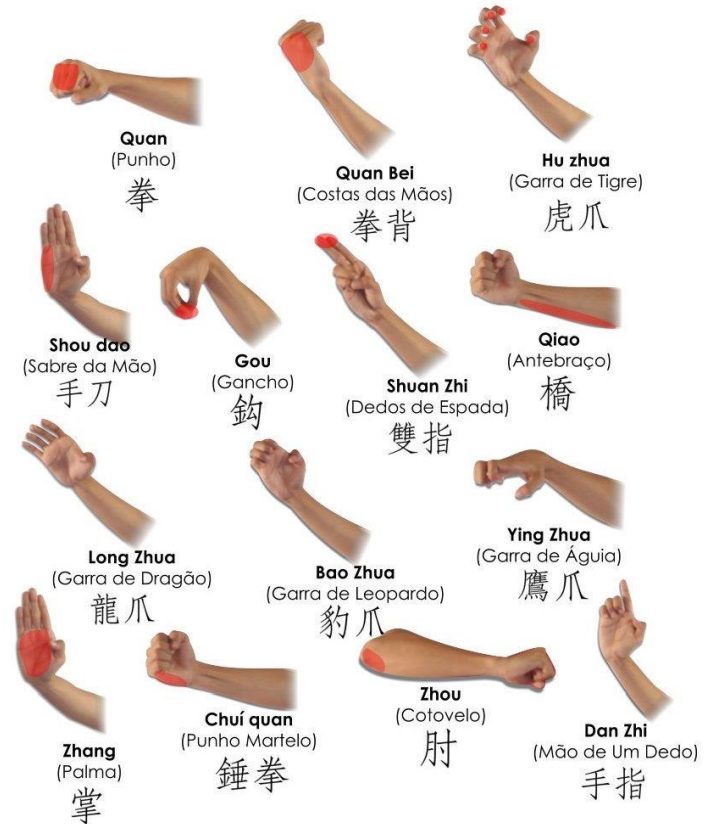 Quan
(Punho)
拳
Quan Bei
(Costas das Mãos)
拳背
Hu zhua
(Garra de Tigre)
虎爪
Shou dao
(Sabre da Mão)
手刀
Gou
(Gancho)
鈎
Shuan Zhi
(Dedos de Espada)
雙指
Qiao
(Antebraço)
橋
Long Zhua
(Garra de Dragão)
龍爪
Bao Zhua
(Garra de Leopardo)
豹爪
Ying Zhua
(Garra de Águia)
鷹爪
Zhang
(Palma)
掌
Chuí quan
(Punho Martelo)
錘拳
Zhou
(Cotovelo)
肘
Dan Zhi
(Mão de Um Dedo)
手指